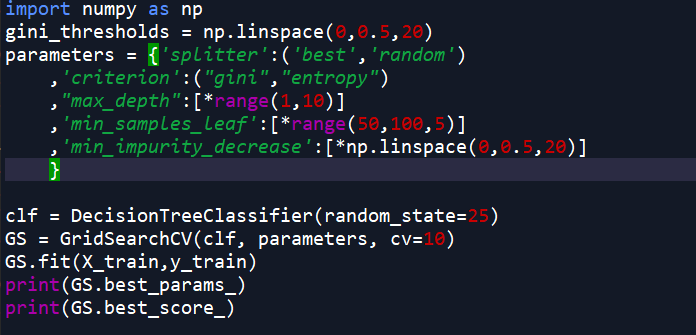 import numpy as np
gini_thresholds = np.linspace(0,0.5,20)
parameters = {'splitter':('best','random')
,'criterion':("gini","entropy")
,"max_depth":[*range(1,10)]
,'min_samples_leaf':[*range(50,100,5)]
,'min_impurity_decrease':[*np.linspace(0,0.5,20)]
}
clf = DecisionTreeClassifier(random_state=25)
GS = GridSearchCV(clf, parameters, cv=10)
GS.fit(X_train,y_train)
print(GS.best_params_)
print(GS.best_score_)